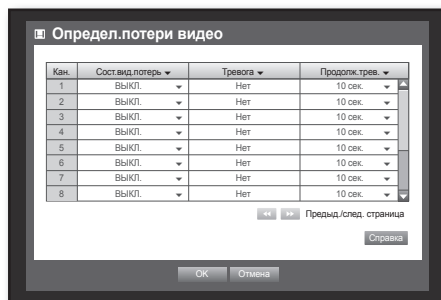 Определ.потери видео
Кан. Сост.вид.потерь Тревога Продолж.трев.
1 ВЫКЛ. Нет 10 сек.
2 ВЫКЛ. Нет 10 сек.
3 ВЫКЛ. Нет 10 сек.
4 ВЫКЛ. Нет 10 сек.
5 ВЫКЛ. Нет 10 сек.
6 ВЫКЛ. Нет 10 сек.
7 ВЫКЛ. Нет 10 сек.
8 ВЫКЛ. Нет 10 сек.
Предыд./след. страница
Справка
OK Отмена